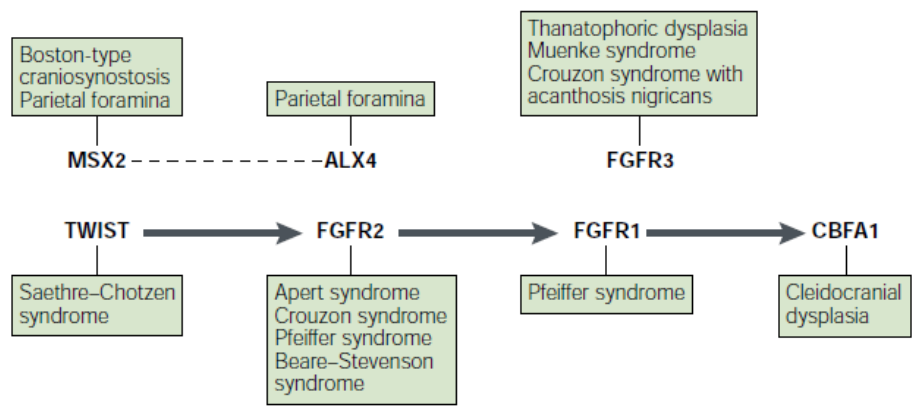 Boston-type
craniosynostosis
Parietal foramina
Parietal foramina
Thanatophoric dysplasia
Muenke syndrome
Crouzon syndrome with
acanthosis nigricans
MSX2
ALX4
FGFR3
TWIST
FGFR2
FGFR1
CBFA1
Saethre–Chotzen
syndrome
Apert syndrome
Crouzon syndrome
Pfeiffer syndrome
Beare–Stevenson
syndrome
Pfeiffer syndrome
Cleidocranial
dysplasia